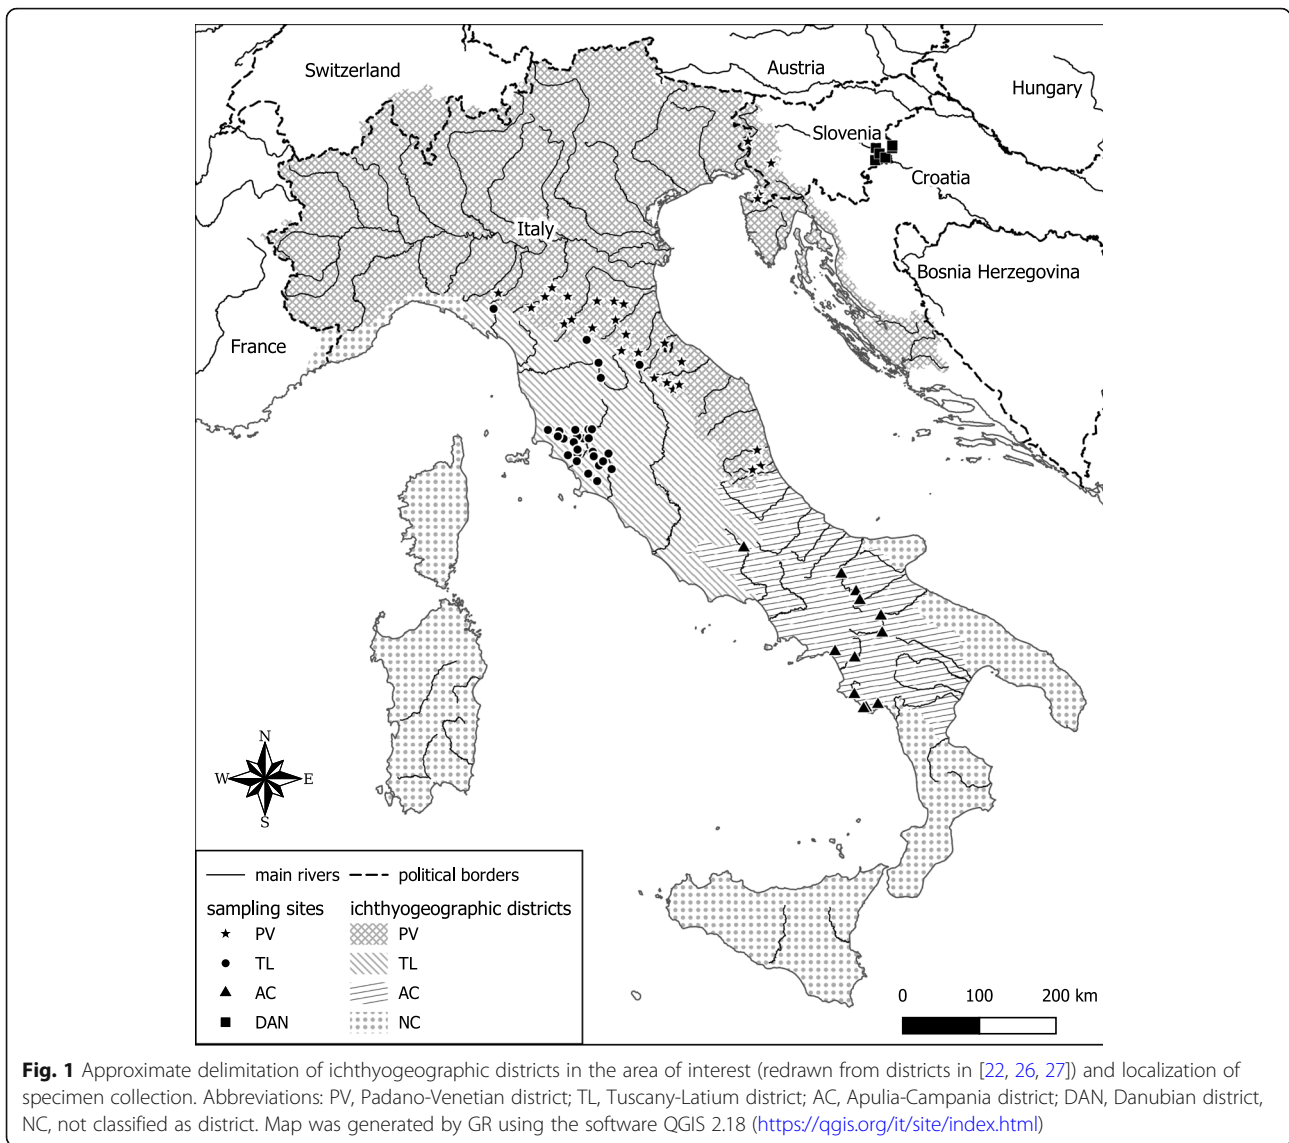 Switzerland
Austria
Hungary
Slovenia
Croatia
Italy
Bosnia Herzegovina
France
N
W E
S
main rivers political borders
sampling sites ichthyogeographic districts
PV PV
TL TL
AC AC
DAN NC
0 100 200 km
Fig. 1 Approximate delimitation of ichthyogeographic districts in the area of interest (redrawn from districts in [22, 26, 27]) and localization of
specimen collection. Abbreviations: PV, Padano-Venetian district; TL, Tuscany-Latium district; AC, Apulia-Campania district; DAN, Danubian district,
NC, not classified as district. Map was generated by GR using the software QGIS 2.18 (https://qgis.org/it/site/index.html)